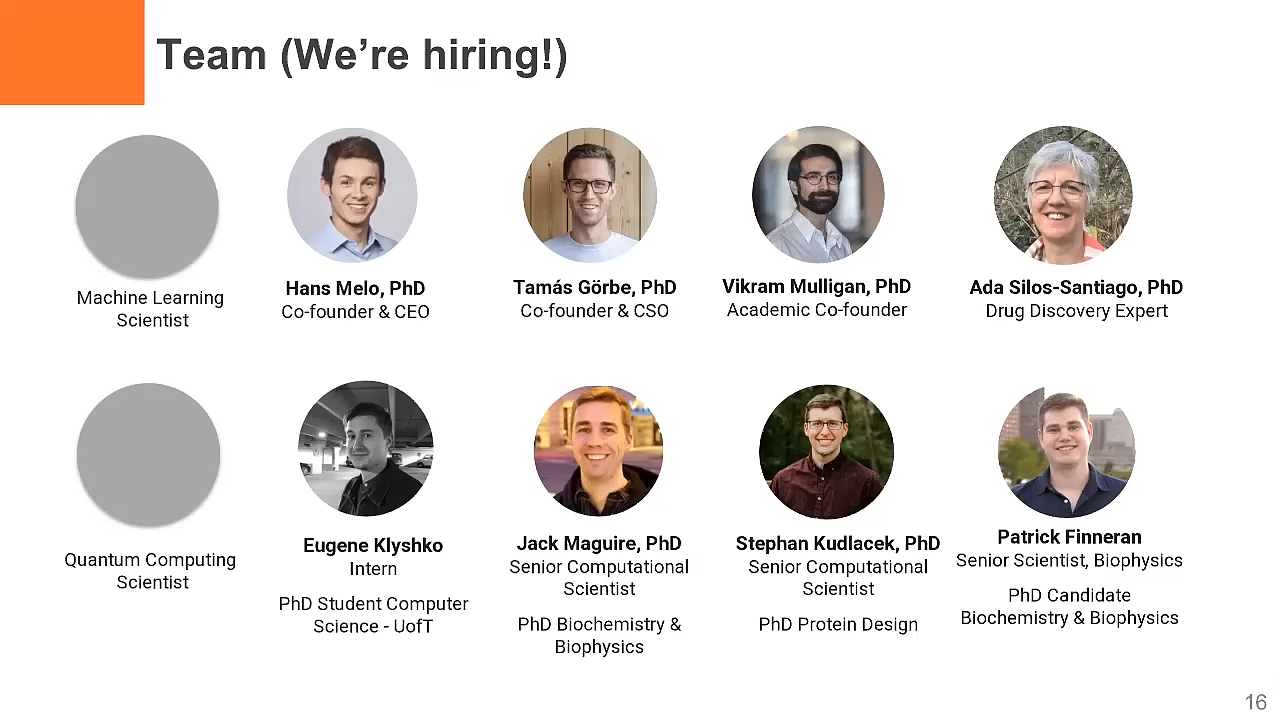 Team (We’re hiring!)
Machine Learning
Scientist
Hans Melo, PhD
Co-founder & CEO
Tamás Görbe, PhD
Co-founder & CSO
Vikram Mulligan, PhD
Academic Co-founder
Ada Silos-Santiago, PhD
Drug Discovery Expert
Quantum Computing
Scientist
Eugene Klyshko
Intern
PhD Student Computer
Science - UofT
Jack Maguire, PhD
Senior Computational
Scientist
PhD Biochemistry &
Biophysics
Stephan Kudlacek, PhD
Senior Computational
Scientist
PhD Protein Design
Patrick Finneran
Senior Scientist, Biophysics
PhD Candidate
Biochemistry & Biophysics
16